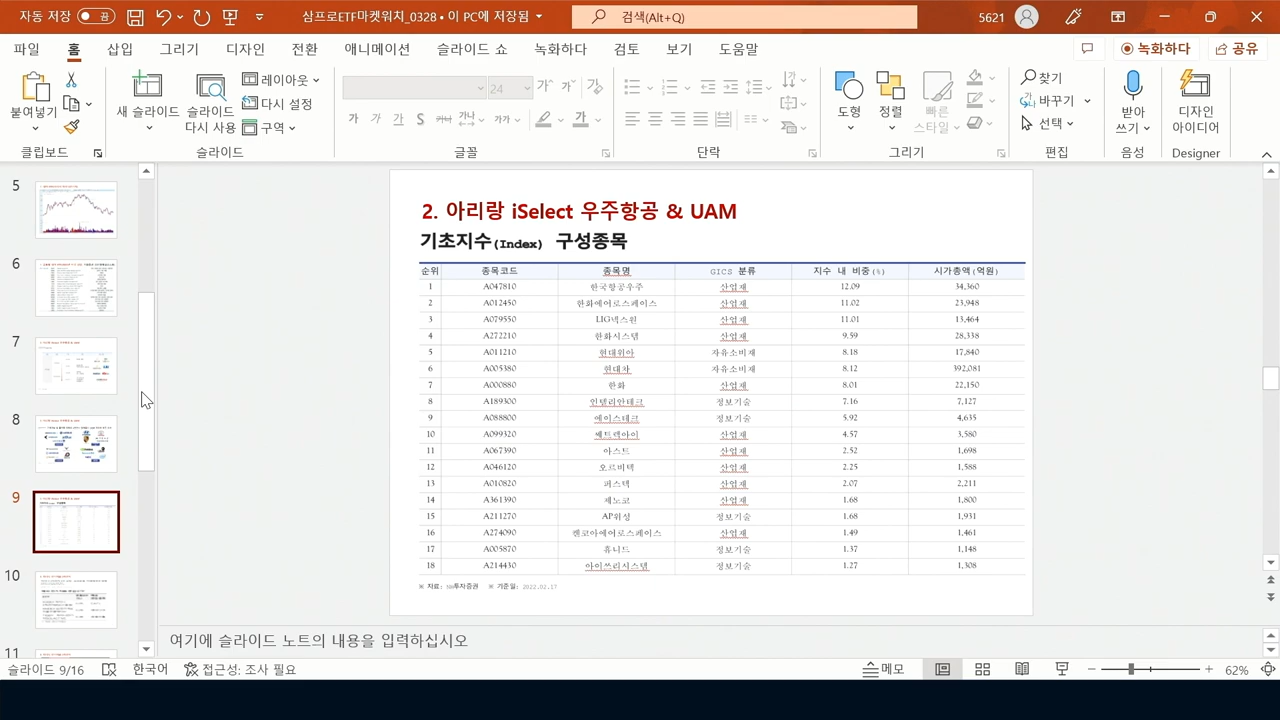 자동 저장 끔 삼프로ETF마켓워치_0328 • 이 PC에 저장됨 검색(Alt+Q) 5621
파일 홈 삽입 그리기 디자인 전환 애니메이션 슬라이드 쇼 녹화하다 검토 보기 도움말 녹화하다 공유
붙여넣기 새 슬라이드 슬라이드 다시 사용 레이아웃 다시 설정 구역 24 도형 정렬 빠른 스타일 찾기 바꾸기 선택 받아쓰기 디자인 아이디어
클립보드 슬라이드 글꼴 단락 그리기 편집 음성 Designer
5
6
7
8
9
10
11
2. 아리랑 iSelect 우주항공 & UAM
기초지수(Index) 구성종목
순위 종목코드 종목명 GICS 분류 지수 내 비중(%) 시가총액(억원)
1 A047810 한국항공우주 산업재 12.09 34,360
2 A012450 한화에어로스페이스 산업재 11.02 23,948
3 A079550 LIG넥스원 산업재 11.01 13,464
4 A272210 한화시스템 산업재 9.59 28,338
5 A011210 현대위아 자유소비재 8.18 17,840
6 A005380 현대차 자유소비재 8.12 392,081
7 A000880 한화 산업재 8.01 22,150
8 A189300 인텔리안테크 정보기술 7.16 7,127
9 A088800 에이스테크 정보기술 5.92 4,635
10 A099320 쎄트렉아이 산업재 4.57 3,580
11 A067390 아스트 산업재 2.52 1,698
12 A046120 오르비텍 산업재 2.25 1,588
13 A010820 퍼스텍 산업재 2.07 2,211
14 A361390 제노코 산업재 1.68 1,800
15 A211270 AP위성 정보기술 1.68 1,931
16 A274090 켄코아에어로스페이스 산업재 1.49 1,461
17 A005870 휴니드 정보기술 1.37 1,148
18 A214430 아이쓰리시스템 정보기술 1.27 1,308
※ 자료: NH투자증권 ※ 기준일: 2022.02.17
여기에 슬라이드 노트의 내용을 입력하십시오
슬라이드 9/16 한국어 접근성: 조사 필요 메모 62%